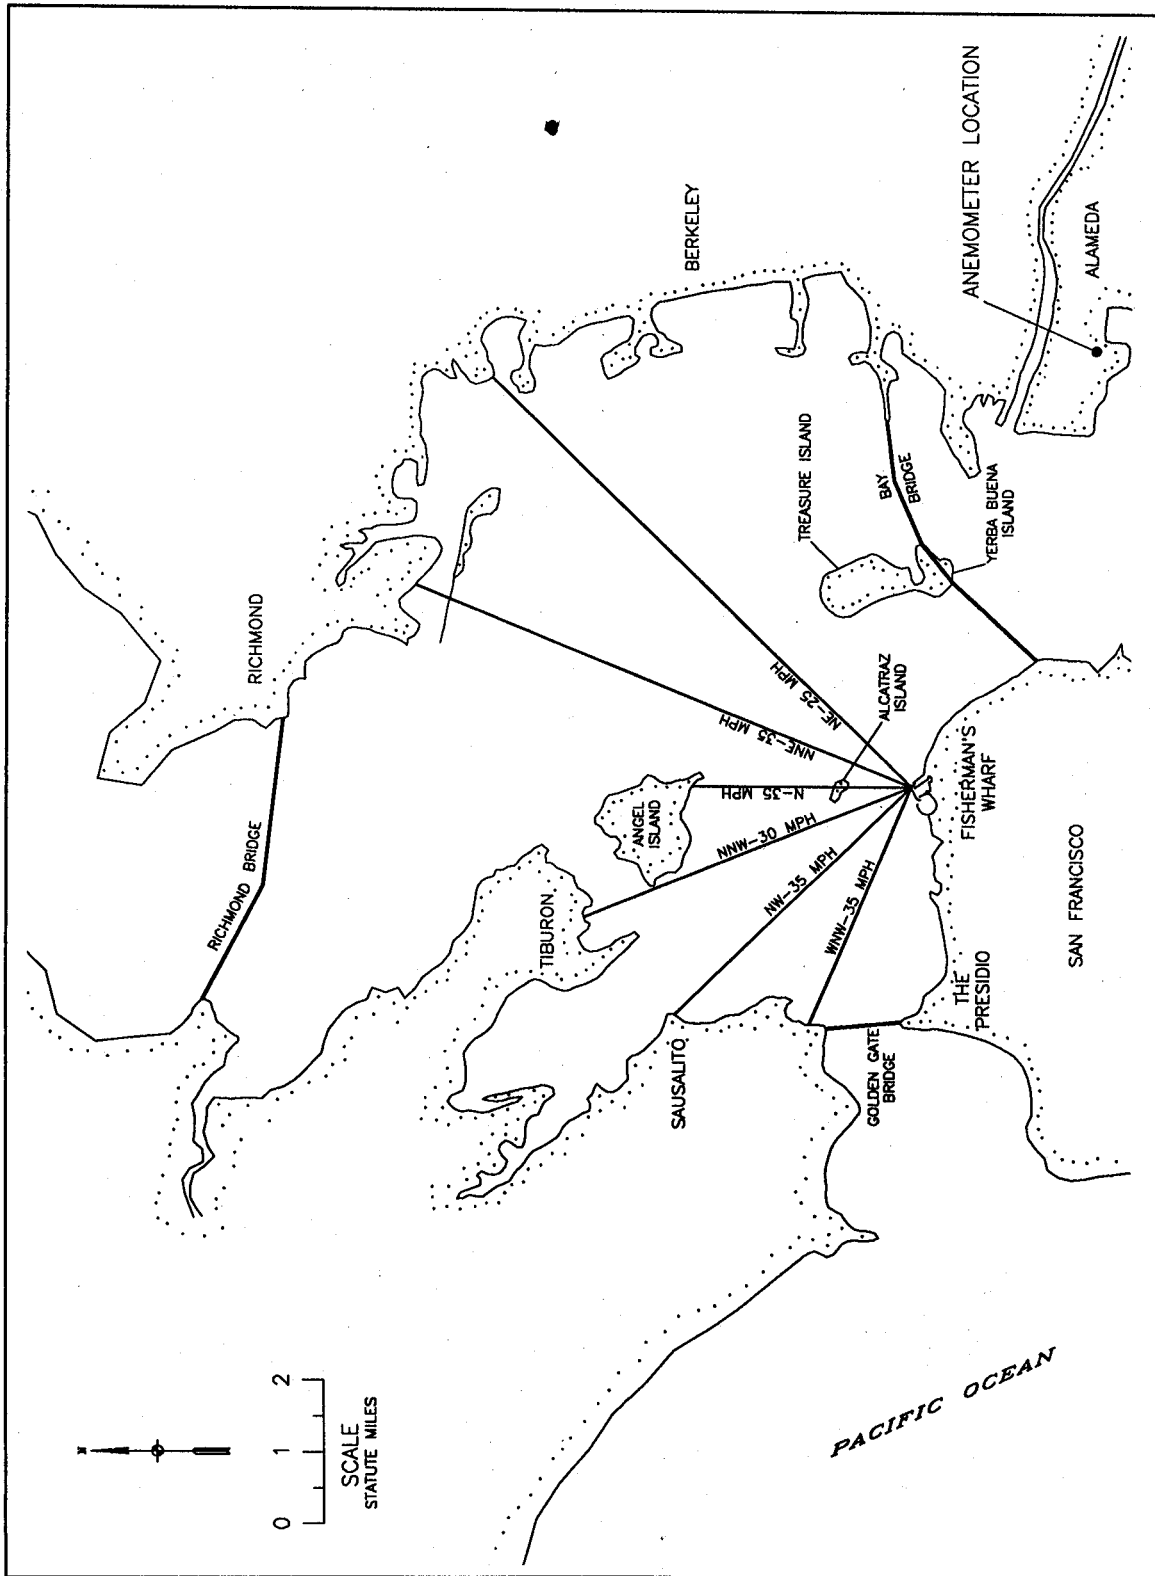 N
0 1 2
SCALE
STATUTE MILES
RICHMOND BRIDGE
RICHMOND
TIBURON
ANGEL
ISLAND
SAUSALITO
BERKELEY
NNW-30 MPH
N-35 MPH
NNE-35 MPH
NE-25 MPH
NW-35 MPH
WNW-35 MPH
ALCATRAZ
ISLAND
TREASURE ISLAND
BAY
BRIDGE
YERBA BUENA
ISLAND
GOLDEN GATE
BRIDGE
THE
PRESIDIO
FISHERMAN'S
WHARF
SAN FRANCISCO
ANEMOMETER LOCATION
ALAMEDA
PACIFIC OCEAN